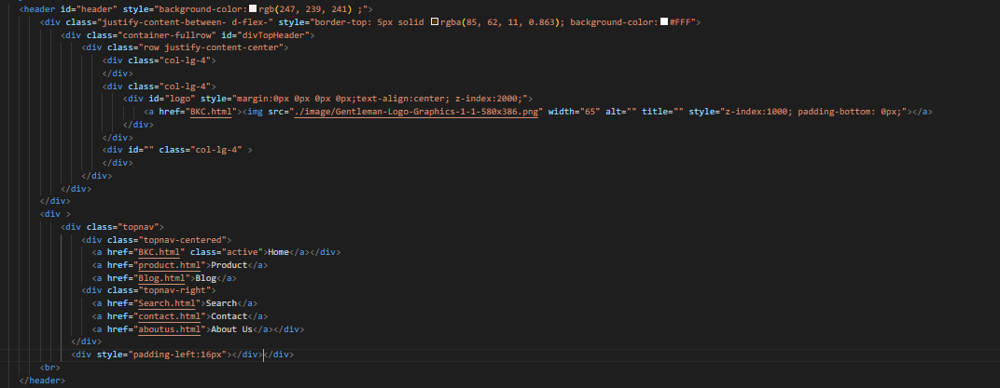 <header id="header" style="background-color:rgb(247, 239, 241) ;">
<div class="justify-content-between- d-flex-" style="border-top: 5px solid rgba(85, 62, 11, 0.863); background-color:#FFF">
<div class="container-fullrow" id="divTopHeader">
<div class="row justify-content-center">
<div class="col-lg-4">
</div>
<div class="col-lg-4">
<div id="logo" style="margin:0px 0px 0px 0px;text-align:center; z-index:2000;">
<a href="BKC.html"><img src="./image/Gentleman-Logo-Graphics-1-1-580x386.png" width="65" alt="" title="" style="z-index:1000; padding-bottom: 0px;"></a>
</div>
</div>
<div id="" class="col-lg-4" >
</div>
</div>
</div>
</div>
<div >
<div class="topnav">
<div class="topnav-centered">
<a href="BKC.html" class="active">Home</a></div>
<a href="product.html">Product</a>
<a href="Blog.html">Blog</a>
<div class="topnav-right">
<a href="Search.html">Search</a>
<a href="contact.html">Contact</a>
<a href="aboutus.html">About Us</a></div>
</div>
<div style="padding-left:16px"></div></div>
<br>
</header>